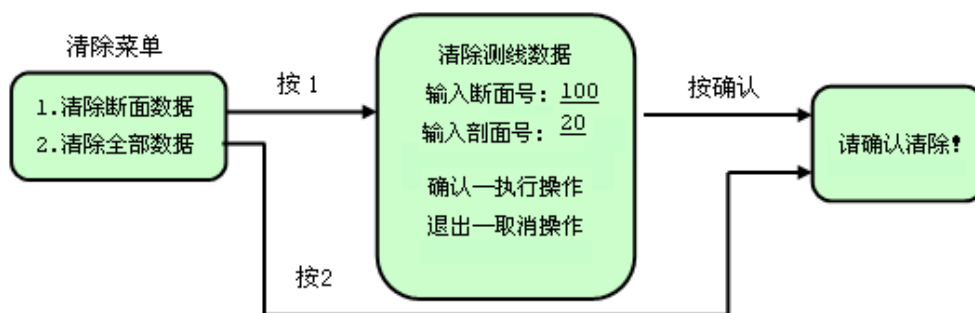 清除菜单
1.清除断面数据
2.清除全部数据
按 1
按2
清除测线数据
输入断面号：100
输入剖面号：20
确认—执行操作
退出—取消操作
按确认
请确认清除！